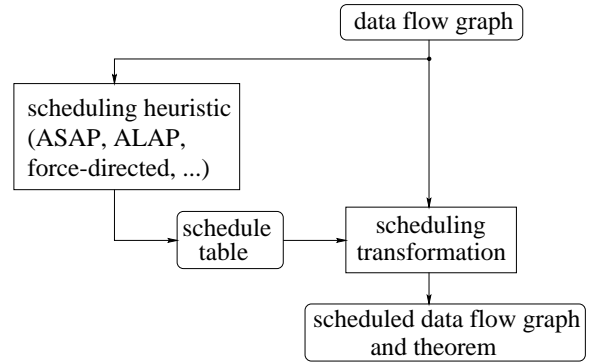 data flow graph
scheduling heuristic
(ASAP, ALAP,
force-directed, ...)
schedule
table
scheduling
transformation
scheduled data flow graph
and theorem